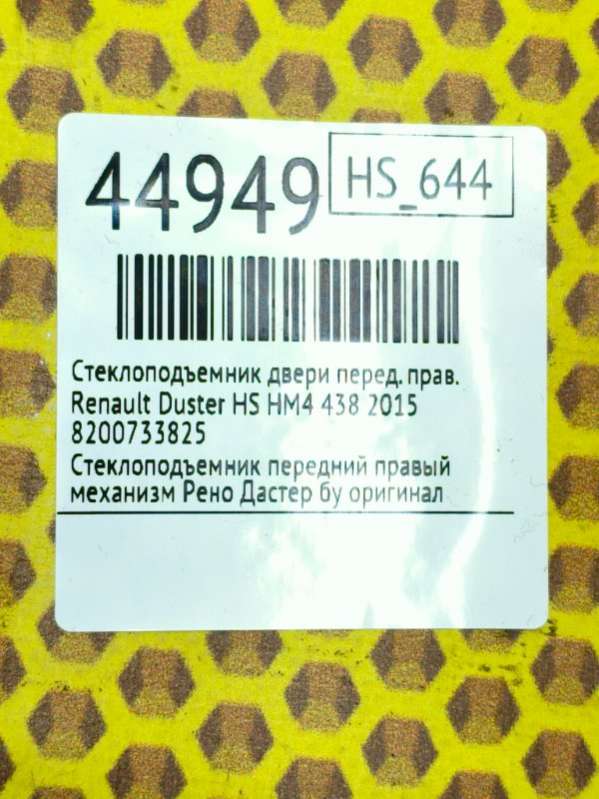 44949
HS_644
Стеклоподъемник двери перед. прав.
Renault Duster HS HM4 438 2015
8200733825
Стеклоподъемник передний правый
механизм Рено Дастер бу оригинал